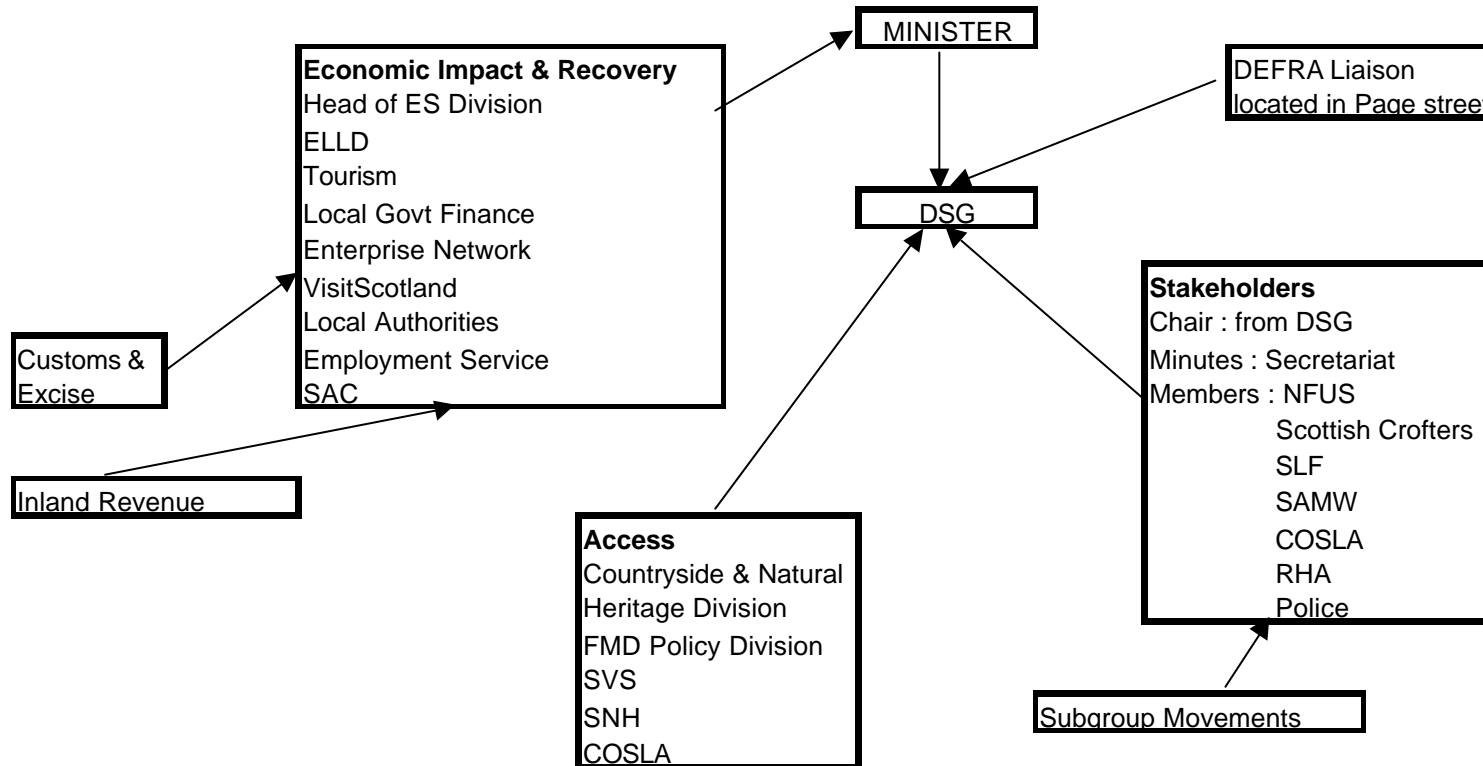 MINISTER
Economic Impact & Recovery
Head of ES Division
ELLD
Tourism
Local Govt Finance
Enterprise Network
VisitScotland
Local Authorities
Employment Service
SAC
DEFRA Liaison
located in Page street
DSG
Customs &
Excise
Inland Revenue
Stakeholders
Chair : from DSG
Minutes : Secretariat
Members : NFUS
Scottish Crofters
SLF
SAMW
COSLA
RHA
Police
Access
Countryside & Natural
Heritage Division
FMD Policy Division
SVS
SNH
COSLA
Subgroup Movements